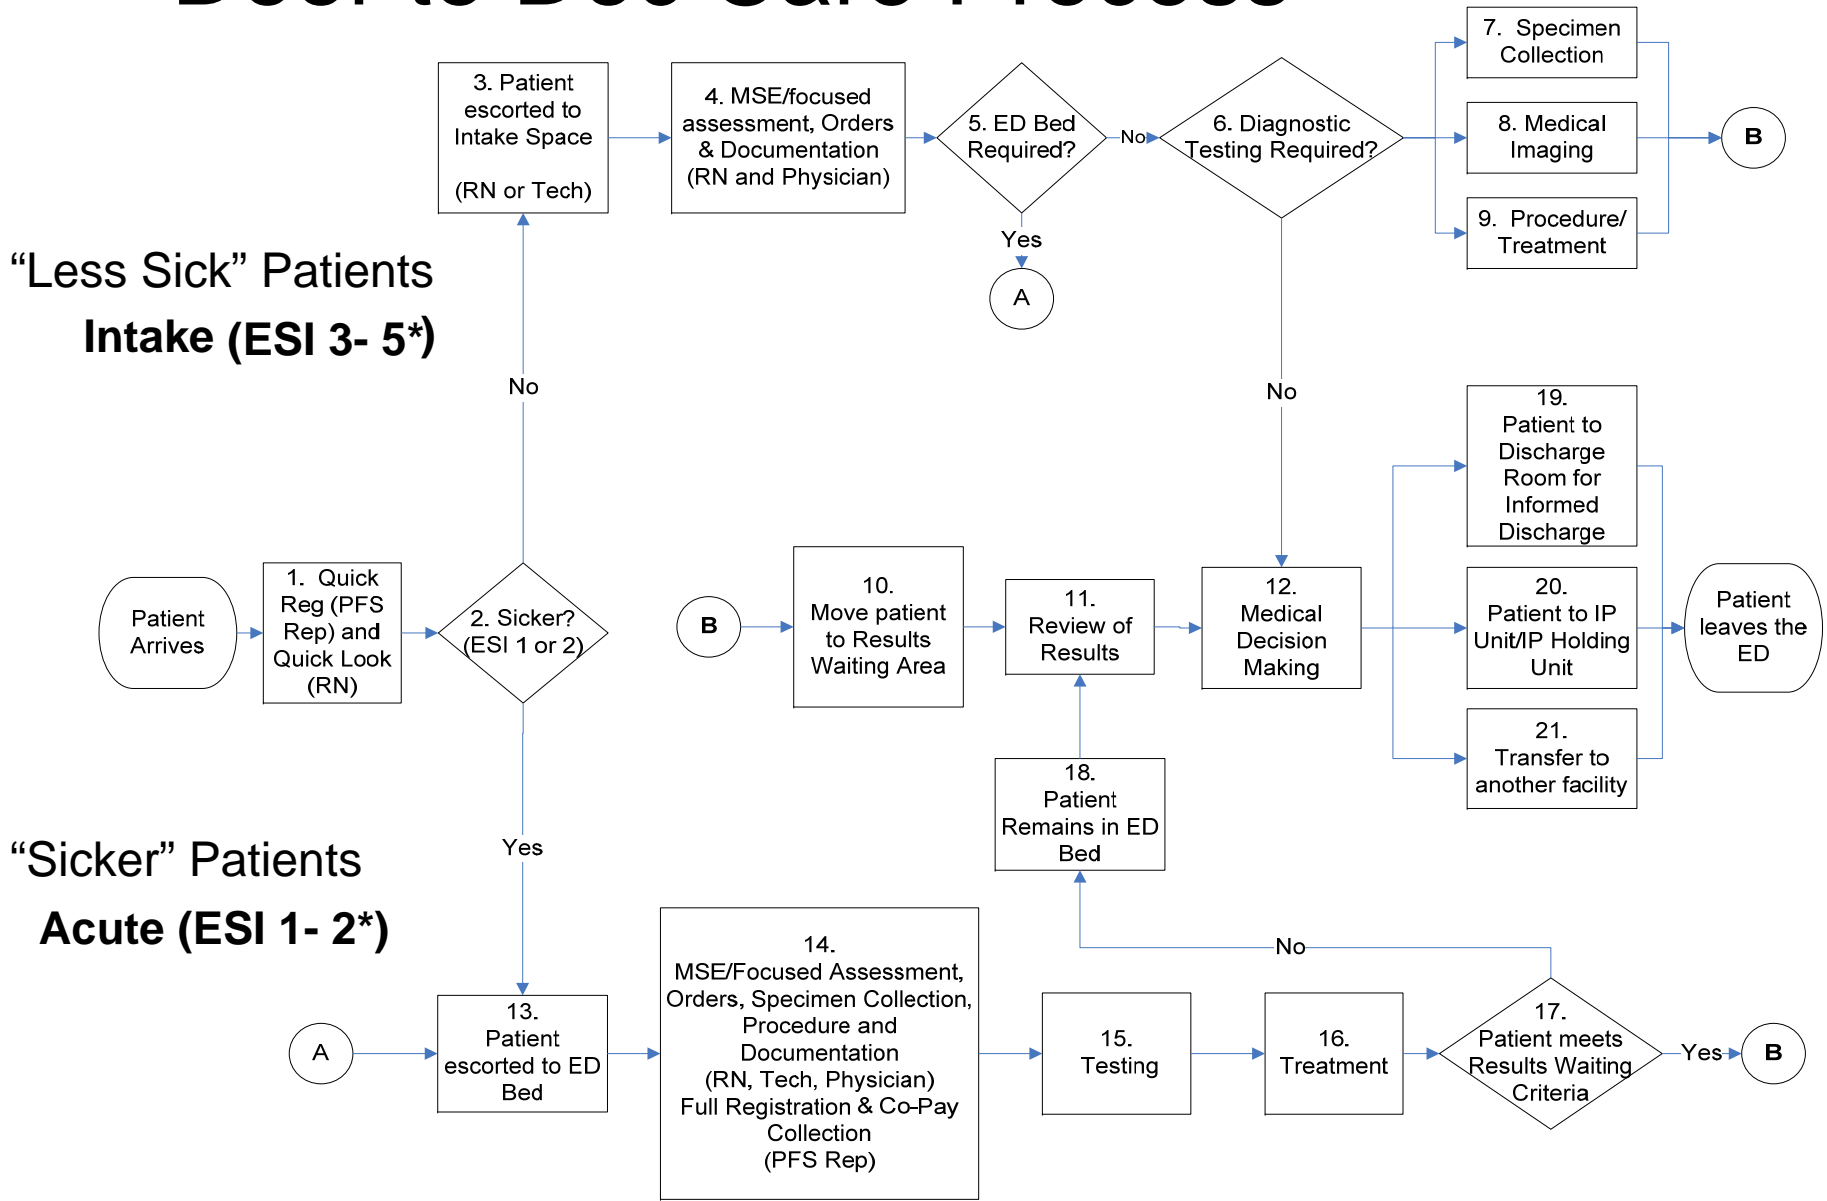 Door to Doc Care Process
3. Patient
escorted to
Intake Space
(RN or Tech)
4. MSE/focused
assessment, Orders
& Documentation
(RN and Physician)
5. ED Bed
Required?
No
Yes
A
6. Diagnostic
Testing Required?
No
7. Specimen
Collection
8. Medical
Imaging
9. Procedure/
Treatment
B
“Less Sick” Patients
Intake (ESI 3- 5*)
No
Patient
Arrives
1. Quick
Reg (PFS
Rep) and
Quick Look
(RN)
2. Sicker?
(ESI 1 or 2)
Yes
B
10.
Move patient
to Results
Waiting Area
11.
Review of
Results
12.
Medical
Decision
Making
19.
Patient to
Discharge
Room for
Informed
Discharge
20.
Patient to IP
Unit/IP Holding
Unit
21.
Transfer to
another facility
Patient
leaves the
ED
18.
Patient
Remains in ED
Bed
“Sicker” Patients
Acute (ESI 1- 2*)
A
13.
Patient
escorted to ED
Bed
14.
MSE/Focused Assessment,
Orders, Specimen Collection,
Procedure and
Documentation
(RN, Tech, Physician)
Full Registration & Co-Pay
Collection
(PFS Rep)
15.
Testing
16.
Treatment
No
17.
Patient meets
Results Waiting
Criteria
Yes
B